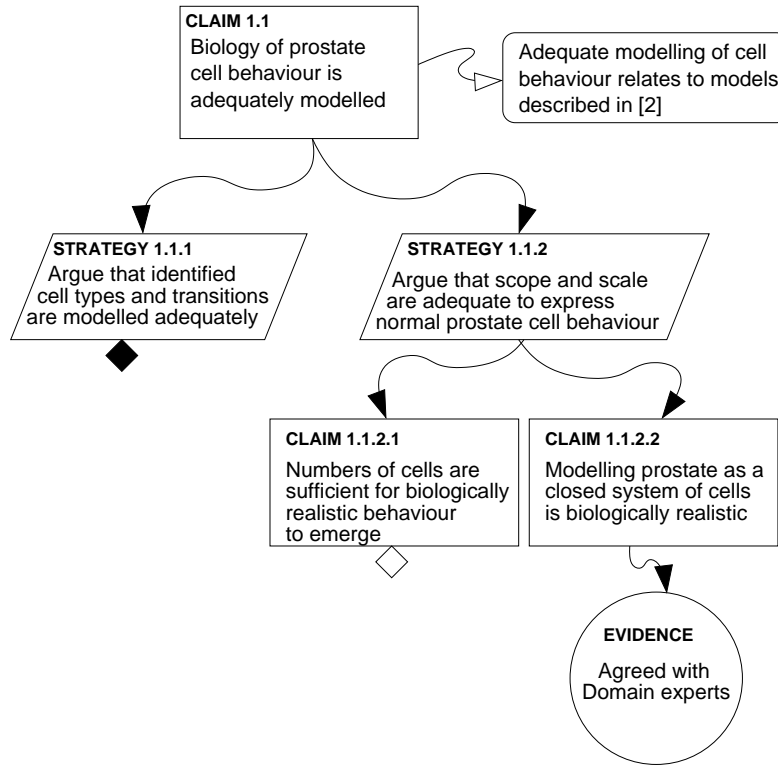 CLAIM 1.1
Biology of prostate
cell behaviour is
adequately modelled
Adequate modelling of cell
behaviour relates to models
described in [2]
STRATEGY 1.1.1
Argue that identified
cell types and transitions
are modelled adequately
STRATEGY 1.1.2
Argue that scope and scale
are adequate to express
normal prostate cell behaviour
CLAIM 1.1.2.1
Numbers of cells are
sufficient for biologically
realistic behaviour
to emerge
CLAIM 1.1.2.2
Modelling prostate as a
closed system of cells
is biologically realistic
EVIDENCE
Agreed with
Domain experts